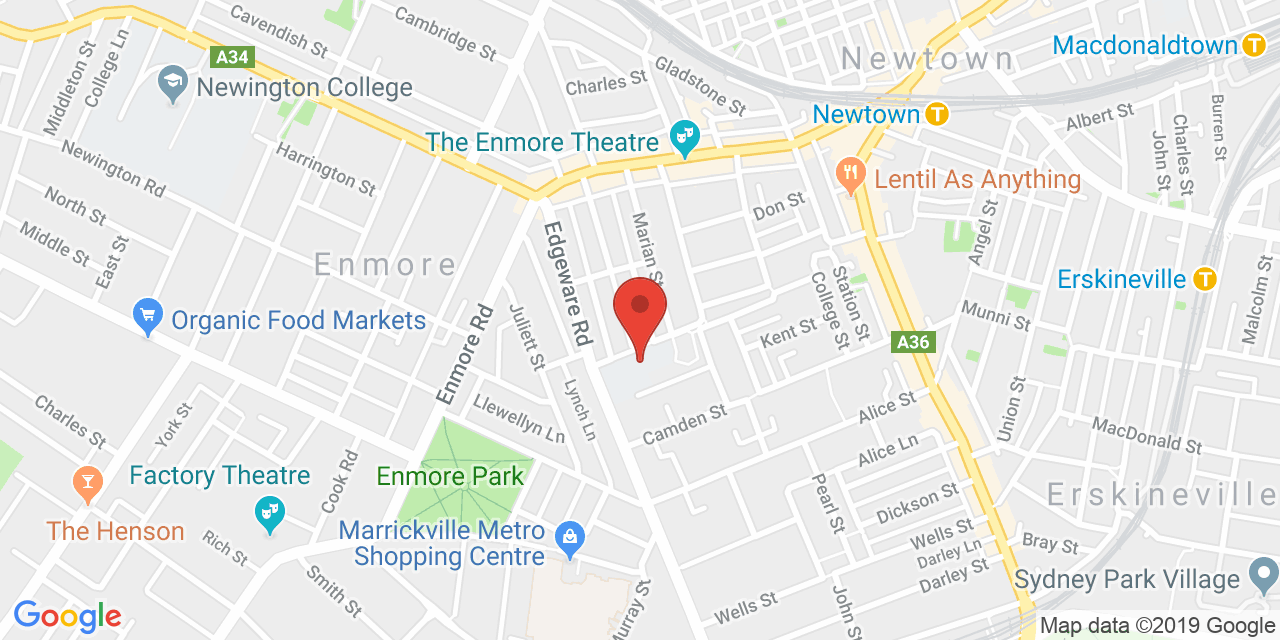 Cavendish St
Cambridge St
A34
Middleton St
College Ln
Newington College
Charles St
Gladstone St
Newtown
Macdonaldtown T
Newtown T
Albert St
Burren St
Charles St
John St
The Enmore Theatre
Lentil As Anything
Harrington St
Newington Rd
North St
Middle St
East St
Don St
Marian St
Angel St
Edgeware Rd
Enmore
Station St
College St
Erskineville T
Malcolm St
Munni St
Organic Food Markets
Juliett St
Enmore Rd
Kent St
A36
Lynch Ln
Llewellyn Ln
Camden St
Alice St
Union St
Charles St
York St
MacDonald St
Alice Ln
Cook Rd
Factory Theatre
Enmore Park
Pearl St
Dickson St
Erskineville
The Henson
Marrickville Metro
Shopping Centre
Rich St
Smith St
Wells St
Darley Ln
Darley St
Bray St
Sydney Park Village
Wells St
John St
Murray St
Google
Map data ©2019 Google